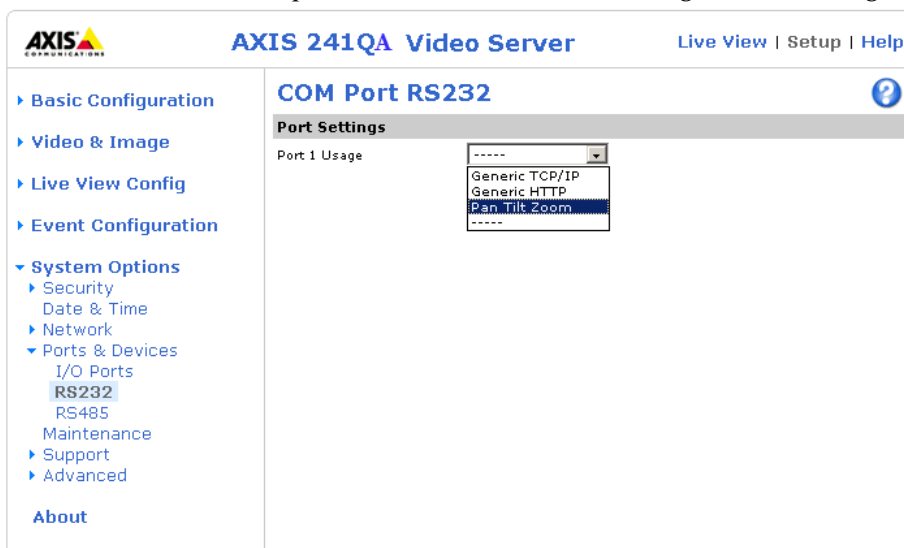 AXIS
COMMUNICATIONS
AXIS 241QA Video Server
Live View | Setup | Help
Basic Configuration
Video & Image
Live View Config
Event Configuration
System Options
Security
Date & Time
Network
Ports & Devices
I/O Ports
RS232
RS485
Maintenance
Support
Advanced
About
COM Port RS232
?
Port Settings
Port 1 Usage
-----
Generic TCP/IP
Generic HTTP
Pan Tilt Zoom
-----